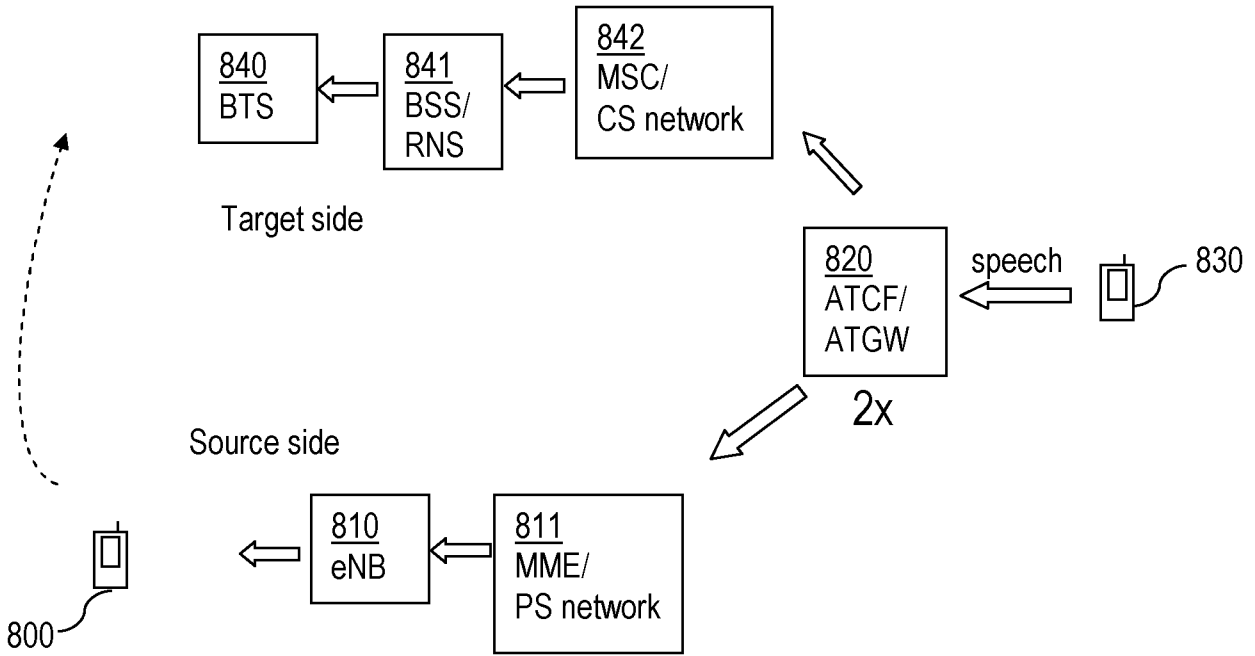 840
BTS
841
BSS/
RNS
842
MSC/
CS network
Target side
820
ATCF/
ATGW
speech
830
2x
Source side
810
eNB
811
MME/
PS network
800